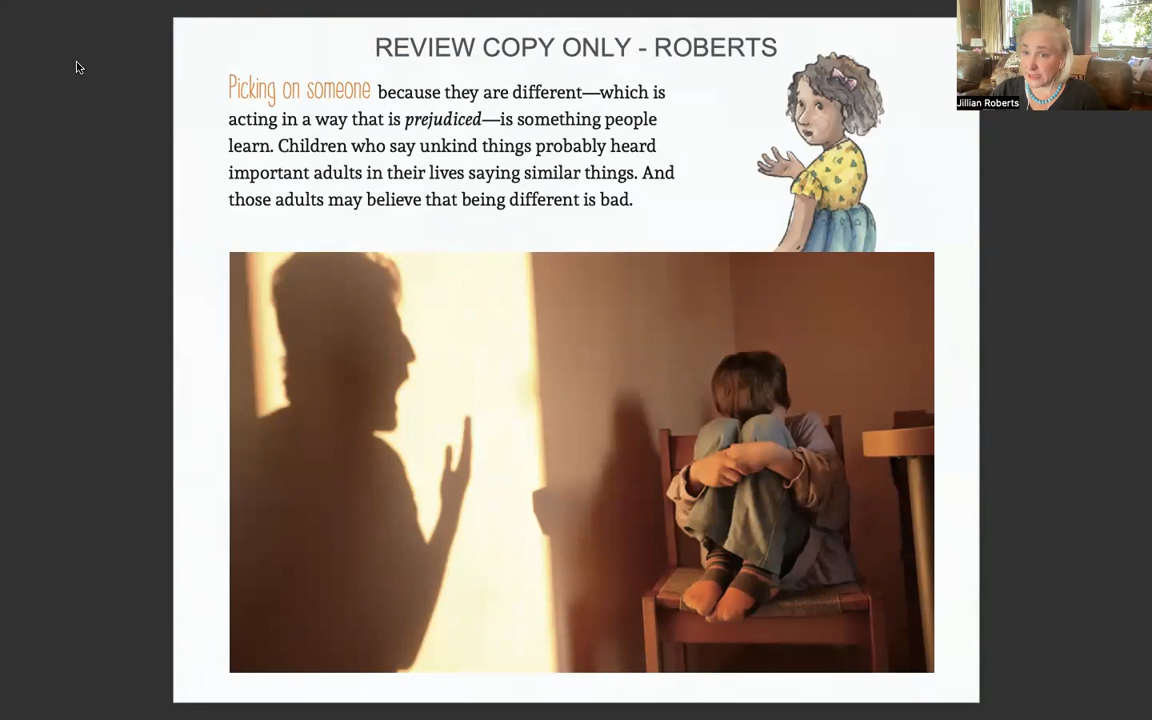 REVIEW COPY ONLY - ROBERTS
Picking on someone because they are different—which is
acting in a way that is prejudiced—is something people
learn. Children who say unkind things probably heard
important adults in their lives saying similar things. And
those adults may believe that being different is bad.
Jillian Roberts